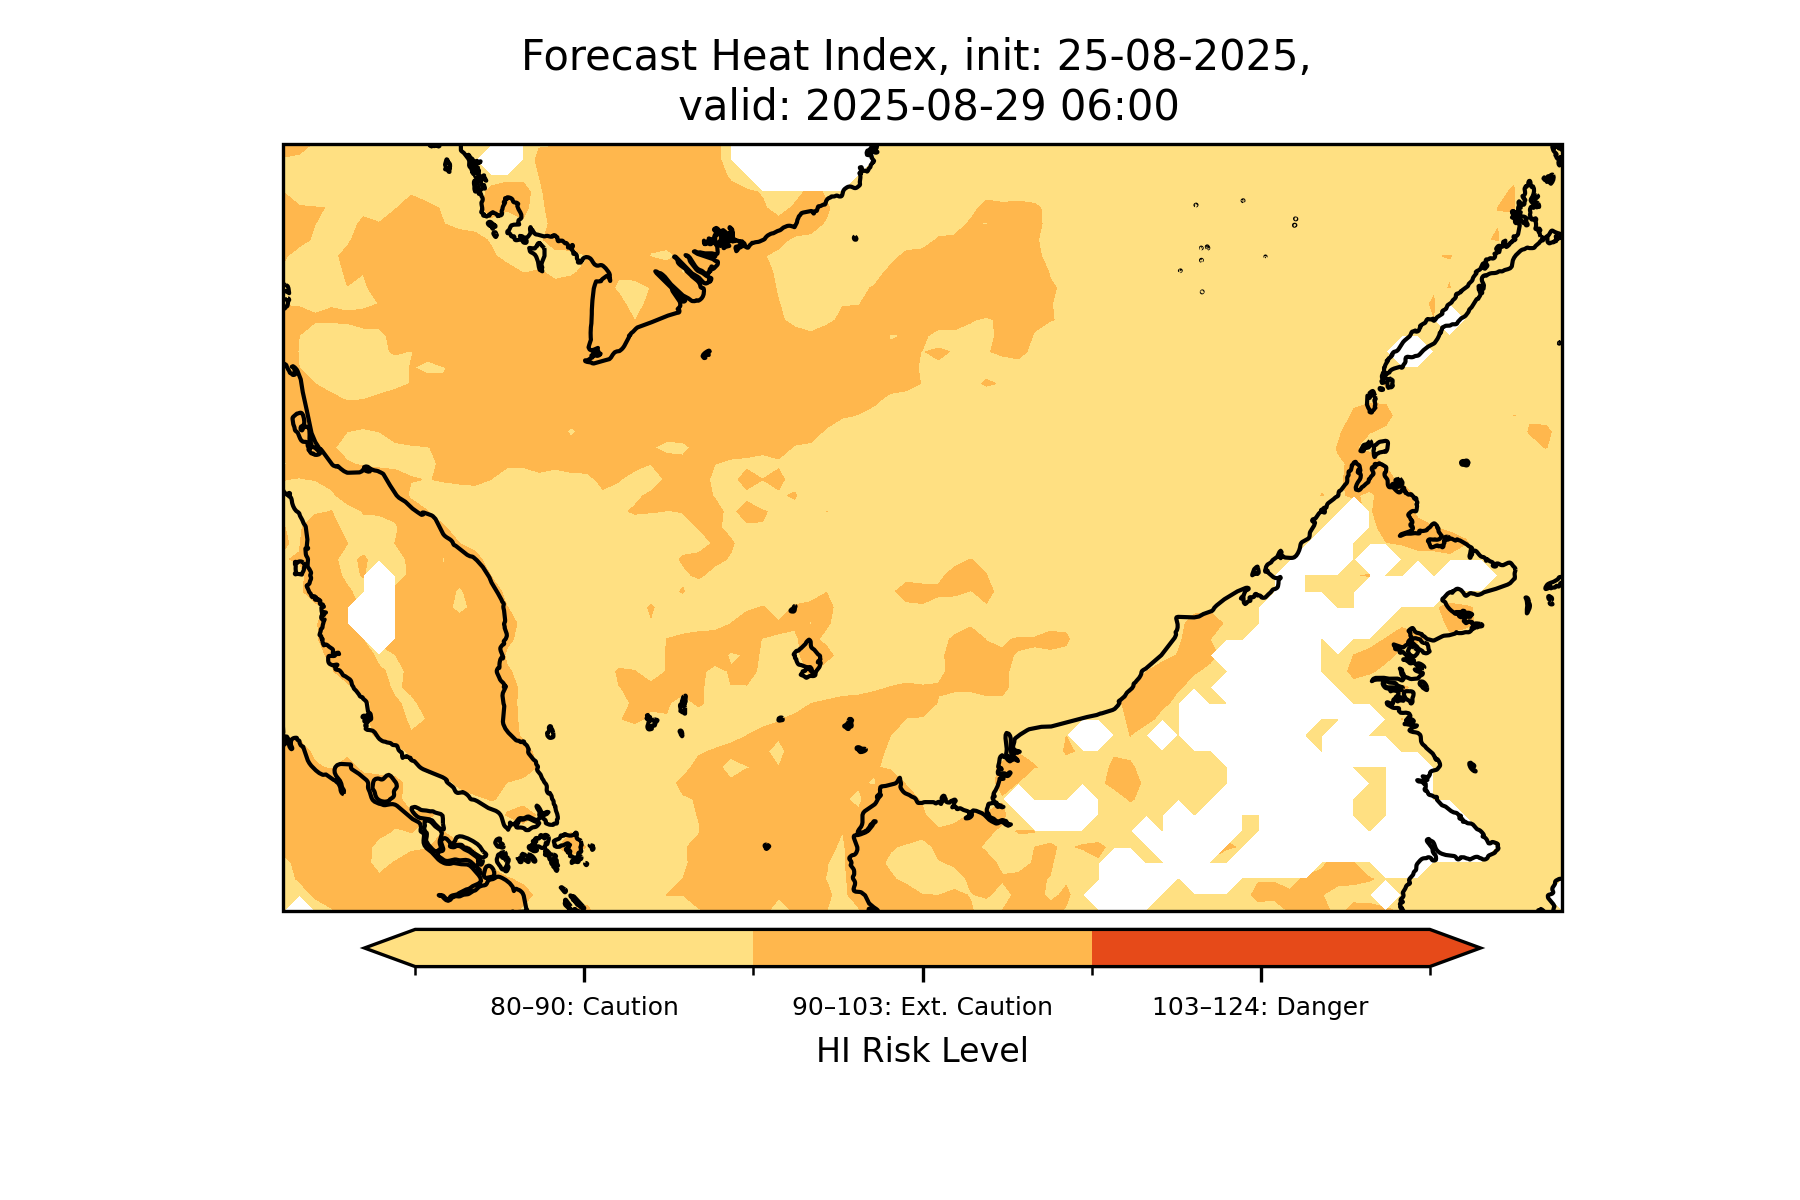 Forecast Heat Index, init: 25-08-2025,
valid: 2025-08-29 06:00
80–90: Caution
90–103: Ext. Caution
103–124: Danger
HI Risk Level